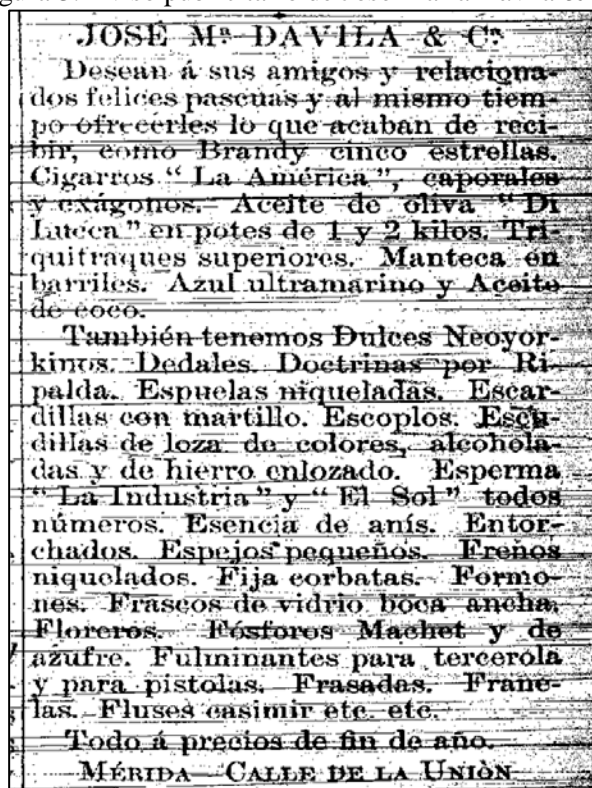 JOSÉ Mª DAVILA & Cª
Desean á sus amigos y relaciona-
dos felices pascuas y al mismo tiem-
po ofrecerles lo que acaban de reci-
bir, como Brandy cinco estrellas.
Cigarros “La América”, caporales
y exágonos. Aceite de oliva “Di
Lucca” en potes de 1 y 2 kilos. Tri-
quitraques superiores. Manteca en
barriles. Azul ultramarino y Aceite
de coco.
También tenemos Dulces Neoyor-
kinos. Dedales. Doctrinas por Ri-
palda. Espuelas niqueladas. Escar-
dillas con martillo. Escoplos. Escu-
dillas de loza de colores, alcohola-
das y de hierro enlozado. Esperma
“La Industria” y “El Sol” todos
números. Esencia de anís. Entor-
chados. Espejos pequeños. Frenos
niquelados. Fija corbatas. Formo-
nes. Frascos de vidrio boca ancha.
Floreros. Fósforos Machet y de
azufre. Fulminantes para tercerola
y para pistolas. Frasadas. Frane-
las. Fluses casimir etc. etc.
Todo á precios de fin de año.
MÉRIDA—CALLE DE LA UNIÒN